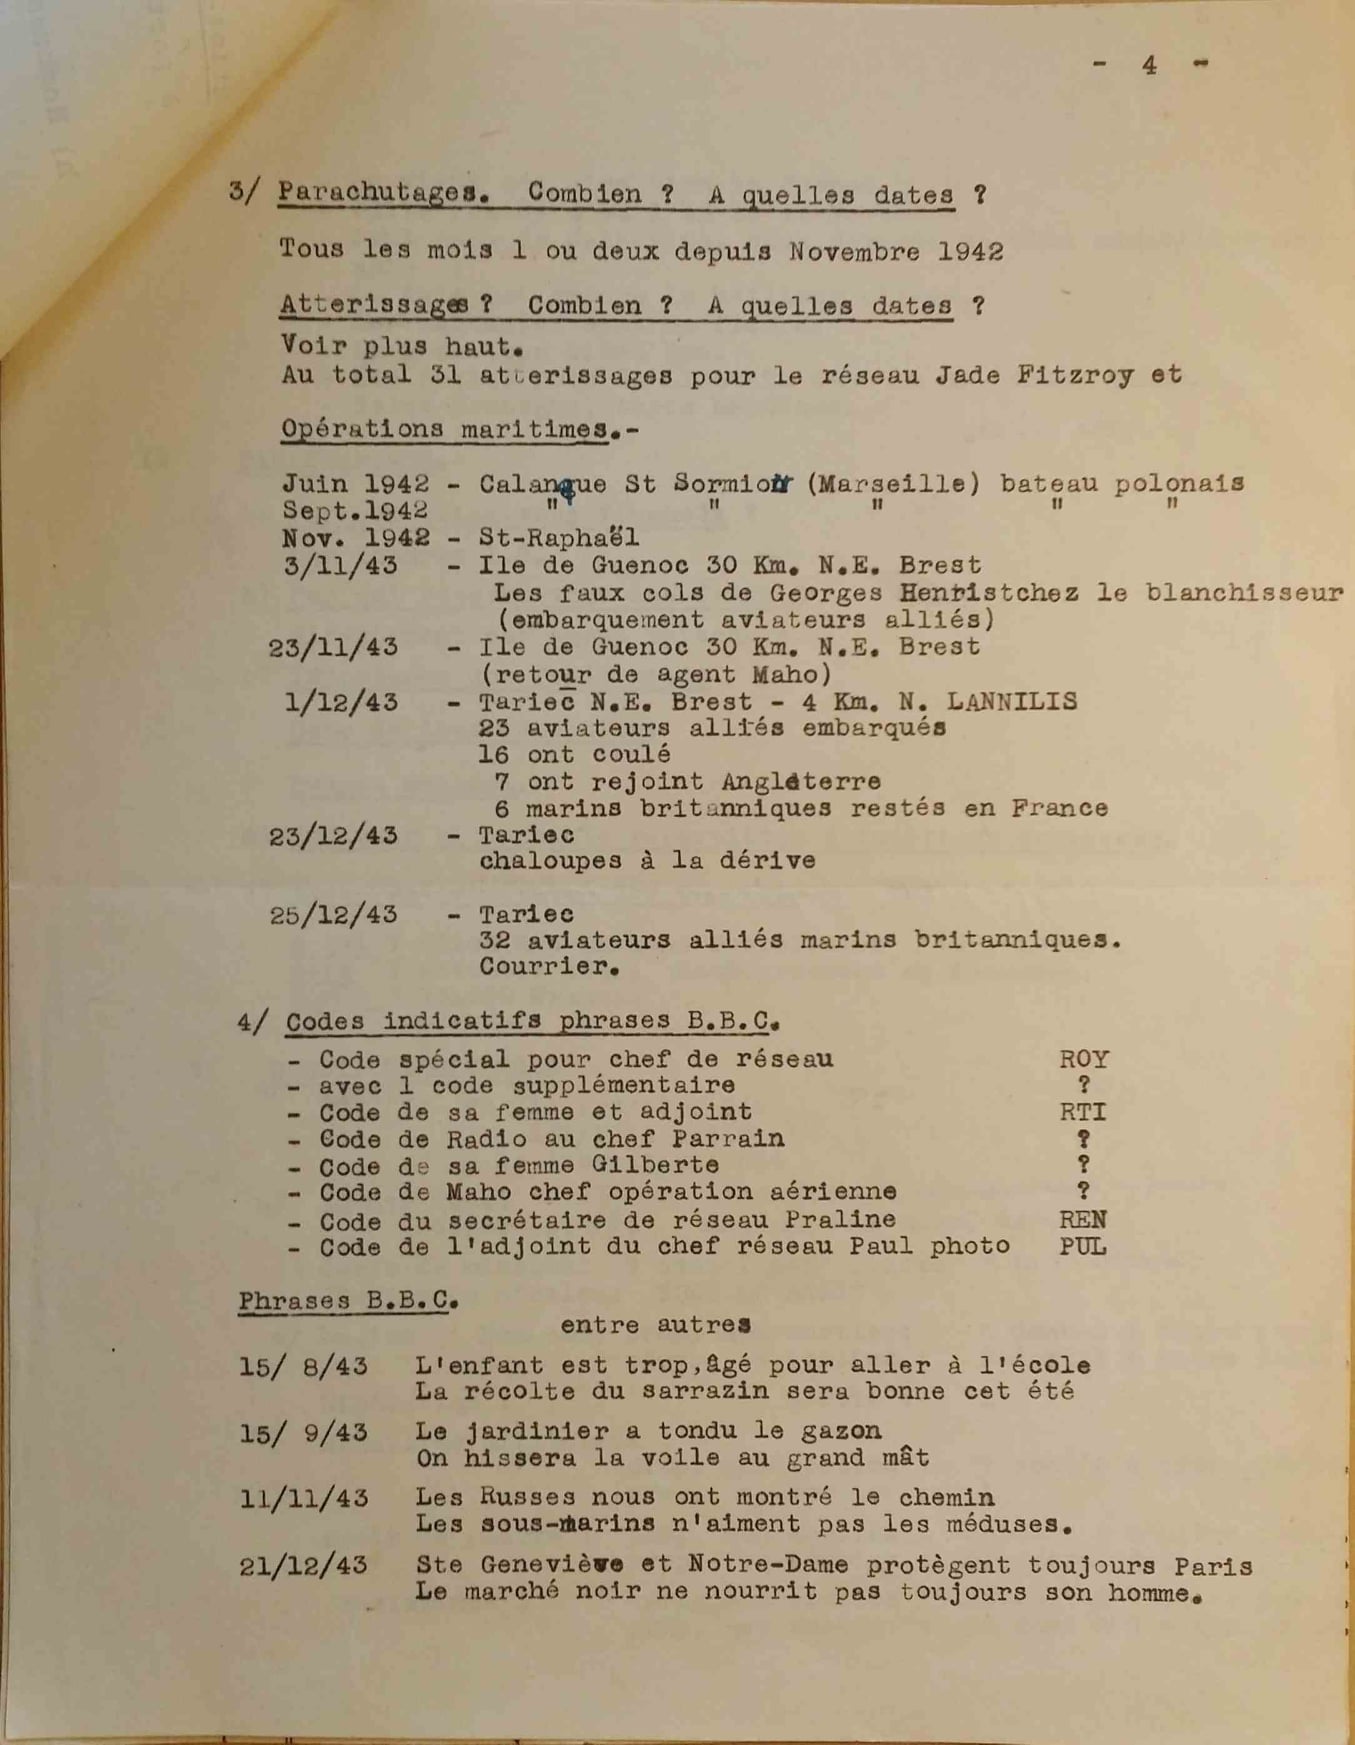 - 4 -
3/ Parachutages. Combien ? A quelles dates ?
Tous les mois 1 ou deux depuis Novembre 1942
Atterissages ? Combien ? A quelles dates ?
Voir plus haut.
Au total 31 atterissages pour le réseau Jade Fitzroy et
Opérations maritimes.-
Juin 1942 - Calanque St Sormiou (Marseille) bateau polonais
Sept.1942 " " " " "
Nov. 1942 - St-Raphaël
3/11/43 - Ile de Guenoc 30 Km. N.E. Brest
Les faux cols de Georges Henri chez le blanchisseur
(embarquement aviateurs alliés)
23/11/43 - Ile de Guenoc 30 Km. N.E. Brest
(retour de agent Maho)
1/12/43 - Tariec N.E. Brest - 4 Km. N. LANNILIS
23 aviateurs alliés embarqués
16 ont coulé
7 ont rejoint Angleterre
6 marins britanniques restés en France
23/12/43 - Tariec
chaloupes à la dérive
25/12/43 - Tariec
32 aviateurs alliés marins britanniques.
Courrier.
4/ Codes indicatifs phrases B.B.C.
- Code spécial pour chef de réseau ROY
- avec 1 code supplémentaire ?
- Code de sa femme et adjoint RTI
- Code de Radio au chef Parrain ?
- Code de sa femme Gilberte ?
- Code de Maho chef opération aérienne ?
- Code du secrétaire de réseau Praline REN
- Code de l'adjoint du chef réseau Paul photo PUL
Phrases B.B.C.
entre autres
15/ 8/43 L'enfant est trop,âgé pour aller à l'école
La récolte du sarrazin sera bonne cet été
15/ 9/43 Le jardinier a tondu le gazon
On hissera la voile au grand mât
11/11/43 Les Russes nous ont montré le chemin
Les sous-marins n'aiment pas les méduses.
21/12/43 Ste Geneviève et Notre-Dame protègent toujours Paris
Le marché noir ne nourrit pas toujours son homme.